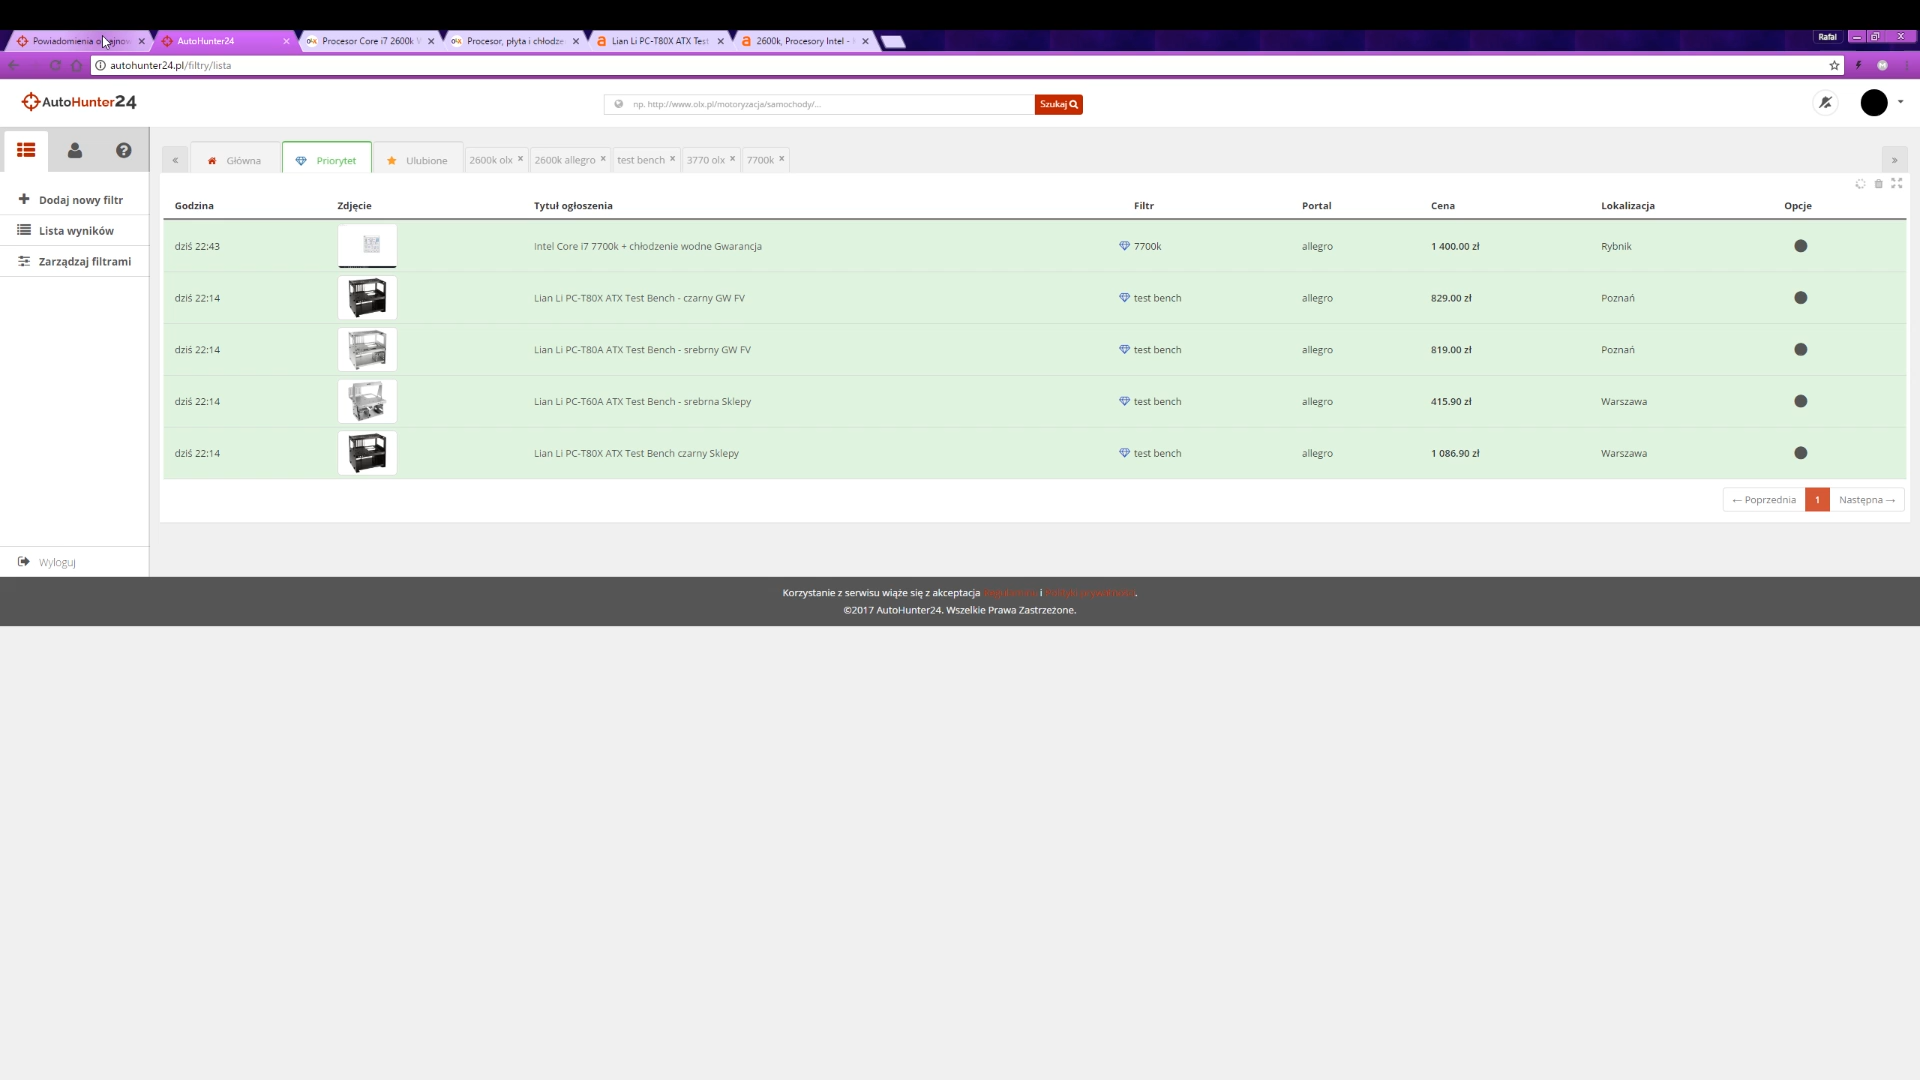 Powiadomienia o AutoHunter24 Procesor Core i7 2600k Procesor, płyta i chłodze Lian Li PC-T80X ATX Test 2600k, Procesory Intel - Rafal
autohunter24.pl/filtry/lista
AutoHunter24 np. http://www.olx.pl/motoryzacja/samochody/... Szukaj
« Główna Priorytet Ulubione 2600k olx × 2600k allegro × test bench × 3770 olx × 7700k × »
Dodaj nowy filtr
Lista wyników
Zarządzaj filtrami
Wyloguj
Godzina Zdjęcie Tytuł ogłoszenia Filtr Portal Cena Lokalizacja Opcje
dziś 22:43 Intel Core i7 7700k + chłodzenie wodne Gwarancja 7700k allegro 1 400.00 zł Rybnik
dziś 22:14 Lian Li PC-T80X ATX Test Bench - czarny GW FV test bench allegro 829.00 zł Poznań
dziś 22:14 Lian Li PC-T80A ATX Test Bench - srebrny GW FV test bench allegro 819.00 zł Poznań
dziś 22:14 Lian Li PC-T60A ATX Test Bench - srebrna Sklepy test bench allegro 415.90 zł Warszawa
dziś 22:14 Lian Li PC-T80X ATX Test Bench czarny Sklepy test bench allegro 1 086.90 zł Warszawa
← Poprzednia 1 Następna →
Korzystanie z serwisu wiąże się z akceptacja i .
©2017 AutoHunter24. Wszelkie Prawa Zastrzeżone.